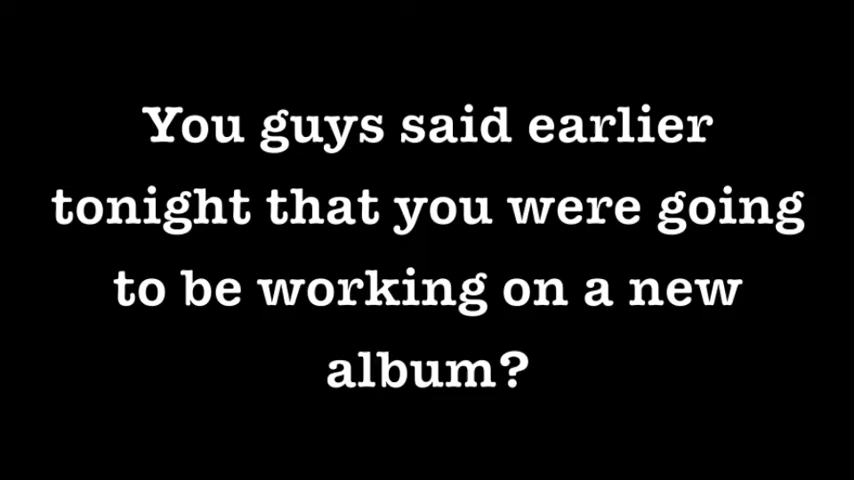 You guys said earlier
tonight that you were going
to be working on a new
album?